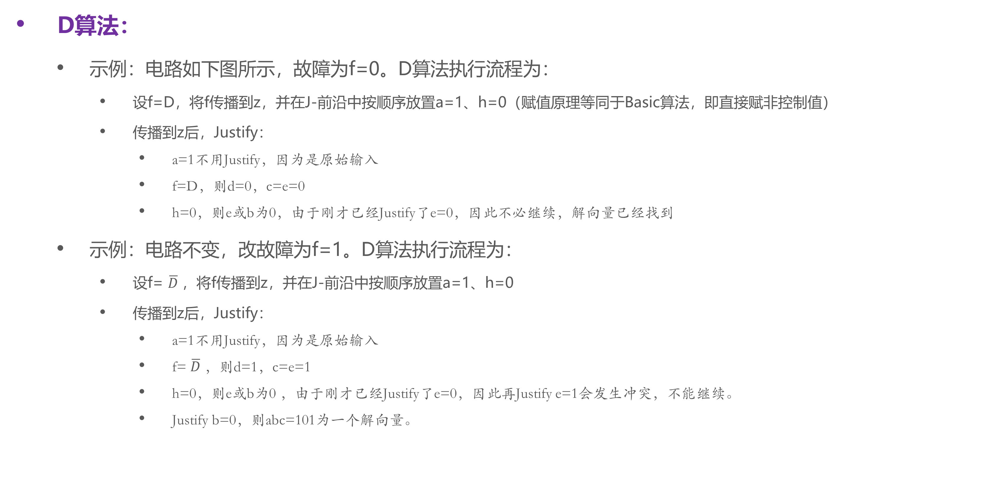 D算法：
示例：电路如下图所示，故障为f=0。D算法执行流程为：
设f=D，将f传播到z，并在J-前沿中按顺序放置a=1、h=0（赋值原理等同于Basic算法，即直接赋非控制值）
传播到z后，Justify：
a=1不用Justify，因为是原始输入
f=D，则d=0，c=e=0
h=0，则e或b为0，由于刚才已经Justify了e=0，因此不必继续，解向量已经找到
示例：电路不变，改故障为f=1。D算法执行流程为：
设f= D̅ ，将f传播到z，并在J-前沿中按顺序放置a=1、h=0
传播到z后，Justify：
a=1不用Justify，因为是原始输入
f= D̅ ，则d=1，c=e=1
h=0，则e或b为0 ，由于刚才已经Justify了e=0，因此再Justify e=1会发生冲突，不能继续。
Justify b=0，则abc=101为一个解向量。